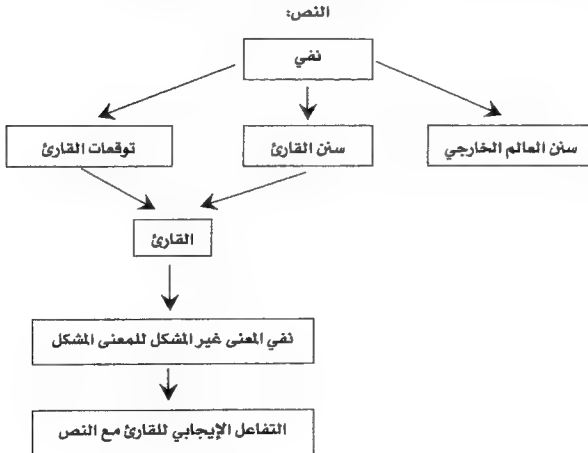 النص:
نفي
سنن العالم الخارجي
سنن القارئ
توقعات القارئ
القارئ
نفي المعنى غير المشكل للمعنى المشكل
التفاعل الإيجابي للقارئ مع النص